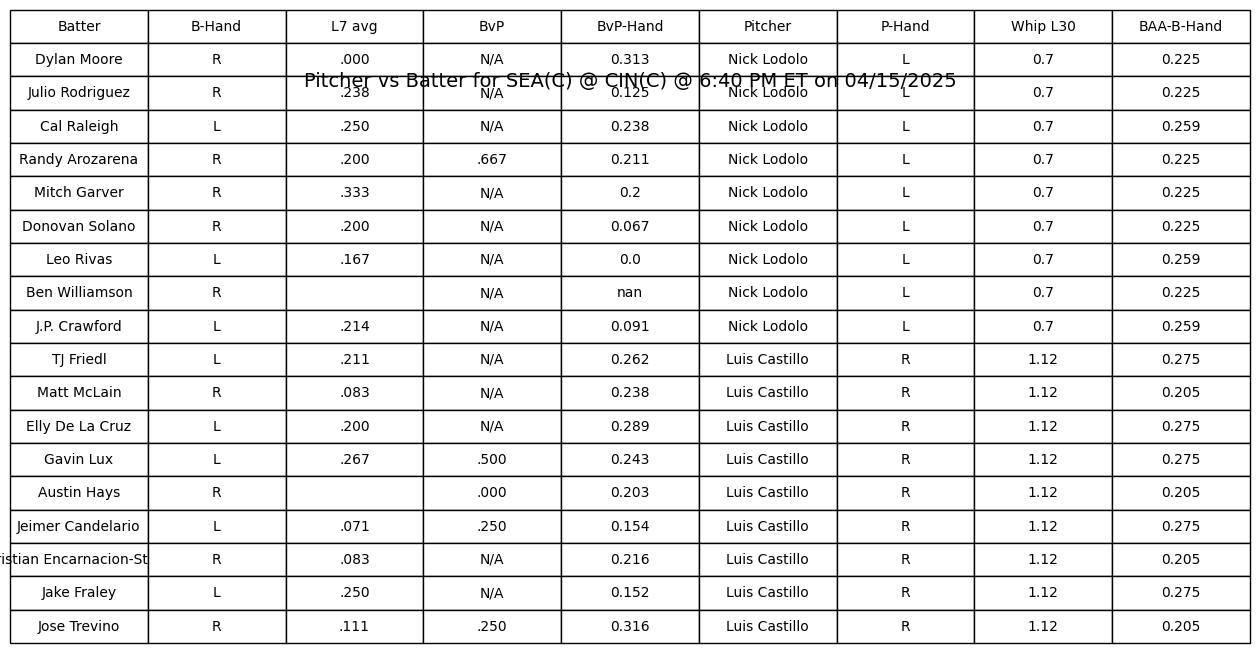 Batter B-Hand L7 avg BvP BvP-Hand Pitcher P-Hand Whip L30 BAA-B-Hand
Dylan Moore R .000 N/A 0.313 Nick Lodolo L 0.7 0.225
Pitcher vs Batter for SEA(C) @ CIN(C) @ 6:40 PM ET on 04/15/2025
Julio Rodriguez R .238 N/A 0.125 Nick Lodolo L 0.7 0.225
Cal Raleigh L .250 N/A 0.238 Nick Lodolo L 0.7 0.259
Randy Arozarena R .200 .667 0.211 Nick Lodolo L 0.7 0.225
Mitch Garver R .333 N/A 0.2 Nick Lodolo L 0.7 0.225
Donovan Solano R .200 N/A 0.067 Nick Lodolo L 0.7 0.225
Leo Rivas L .167 N/A 0.0 Nick Lodolo L 0.7 0.259
Ben Williamson R N/A nan Nick Lodolo L 0.7 0.225
J.P. Crawford L .214 N/A 0.091 Nick Lodolo L 0.7 0.259
TJ Friedl L .211 N/A 0.262 Luis Castillo R 1.12 0.275
Matt McLain R .083 N/A 0.238 Luis Castillo R 1.12 0.205
Elly De La Cruz L .200 N/A 0.289 Luis Castillo R 1.12 0.275
Gavin Lux L .267 .500 0.243 Luis Castillo R 1.12 0.275
Austin Hays R .000 0.203 Luis Castillo R 1.12 0.205
Jeimer Candelario L .071 .250 0.154 Luis Castillo R 1.12 0.275
ristian Encarnacion-St R .083 N/A 0.216 Luis Castillo R 1.12 0.205
Jake Fraley L .250 N/A 0.152 Luis Castillo R 1.12 0.275
Jose Trevino R .111 .250 0.316 Luis Castillo R 1.12 0.205